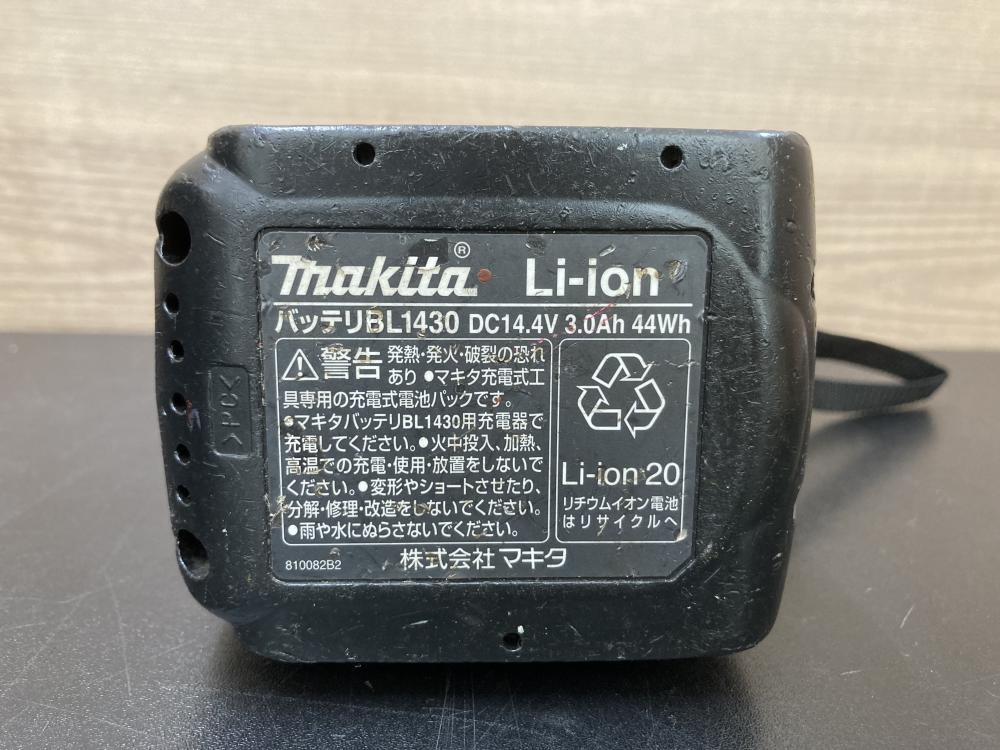 makita® Li-ion
バッテリBL1430 DC14.4V 3.0Ah 44Wh
警告 発熱・発火・破裂の恐れ
あり ●マキタ充電式工
具専用の充電式電池パックです。
●マキタバッテリBL1430用充電器で
充電してください。●火中投入、加熱、
高温での充電・使用・放置をしないで
ください。●変形やショートさせたり、
分解・修理・改造をしないでください。
●雨や水にぬらさないでください。
Li-ion 20
リチウムイオン電池
はリサイクルへ
810082B2
株式会社 マキタ
>PC<